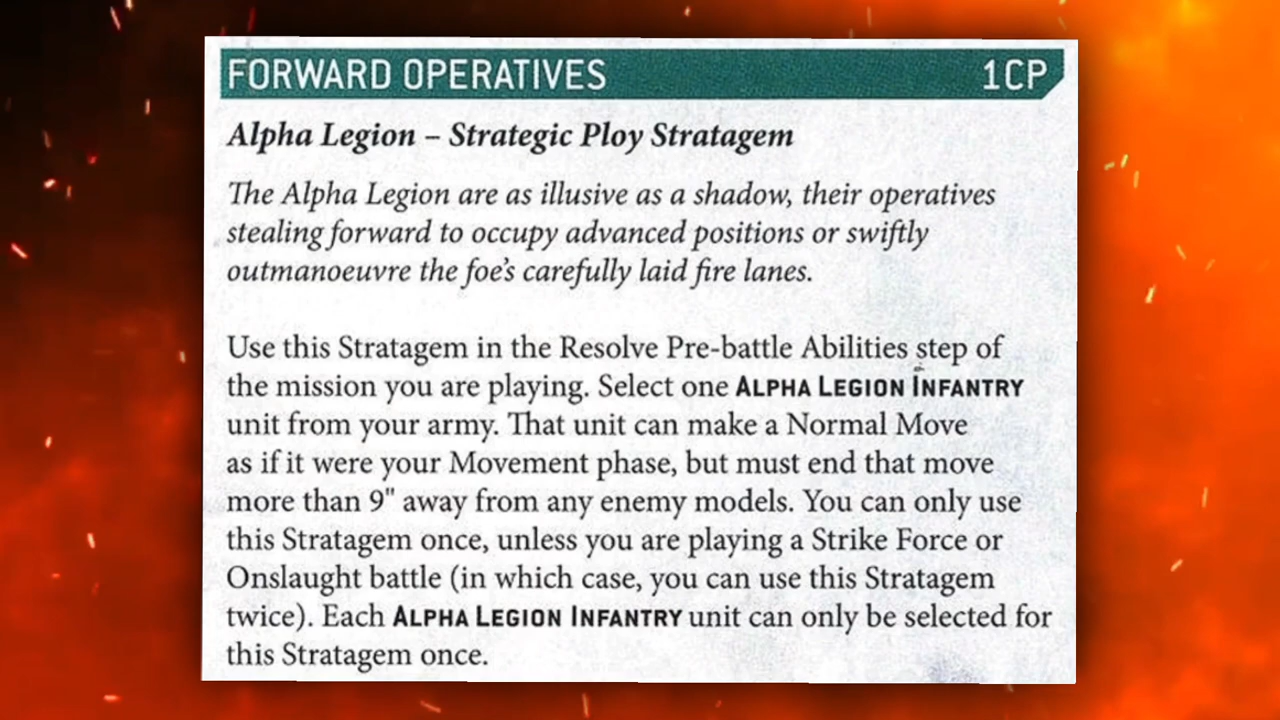 FORWARD OPERATIVES 1CP
Alpha Legion – Strategic Ploy Stratagem
The Alpha Legion are as illusive as a shadow, their operatives
stealing forward to occupy advanced positions or swiftly
outmanoeuvre the foe's carefully laid fire lanes.
Use this Stratagem in the Resolve Pre-battle Abilities step of
the mission you are playing. Select one ALPHA LEGION INFANTRY
unit from your army. That unit can make a Normal Move
as if it were your Movement phase, but must end that move
more than 9" away from any enemy models. You can only use
this Stratagem once, unless you are playing a Strike Force or
Onslaught battle (in which case, you can use this Stratagem
twice). Each ALPHA LEGION INFANTRY unit can only be selected for
this Stratagem once.